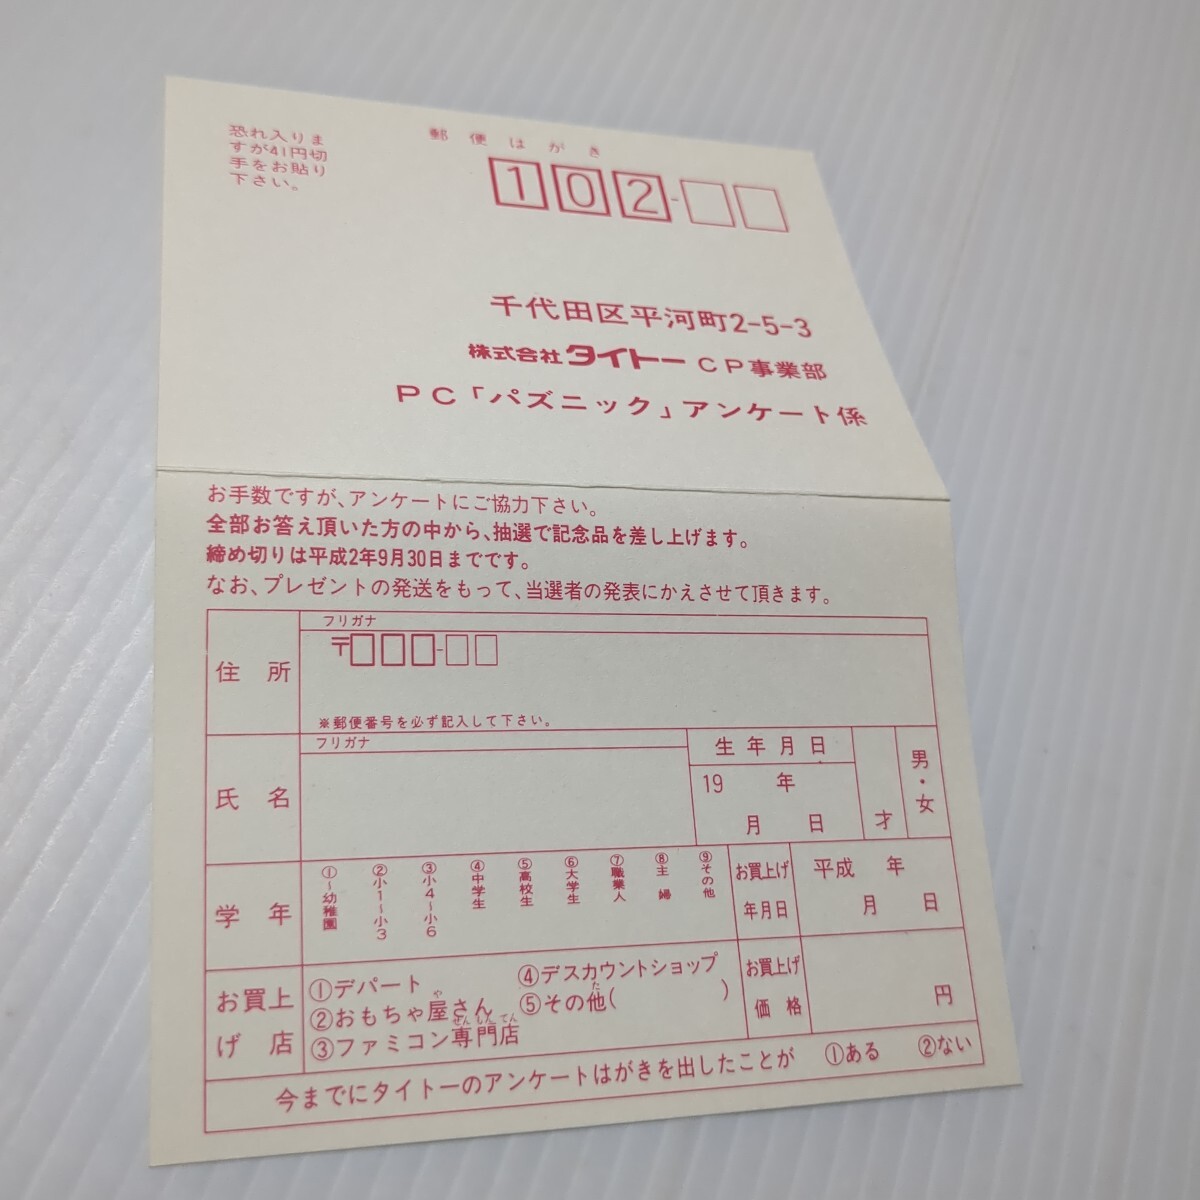 恐れ入りま
すが41円切
手をお貼り
下さい。
郵便はがき
102-
千代田区平河町2-5-3
株式会社タイトーCP事業部
PC「パズニック」アンケート係
お手数ですが、アンケートにご協力下さい。
全部お答え頂いた方の中から、抽選で記念品を差し上げます。
締め切りは平成2年9月30日までです。
なお、プレゼントの発送をもって、当選者の発表にかえさせて頂きます。
住所
フリガナ
〒 -
※郵便番号を必ず記入して下さい。
氏名
フリガナ
生年月日
19 年
月 日
才
男・女
学年
①〜幼稚園
②小1〜小3
③小4〜小6
④中学生
⑤高校生
⑥大学生
⑦職業人
⑧主婦
⑨その他
お買上げ
年月日
平成 年
月 日
お買上
げ店
①デパート
②おもちゃ屋さん
や
③ファミコン専門店
せんもんてん
④デスカウントショップ
⑤その他( )
た
お買上げ
価格
円
今までにタイトーのアンケートはがきを出したことが ①ある ②ない